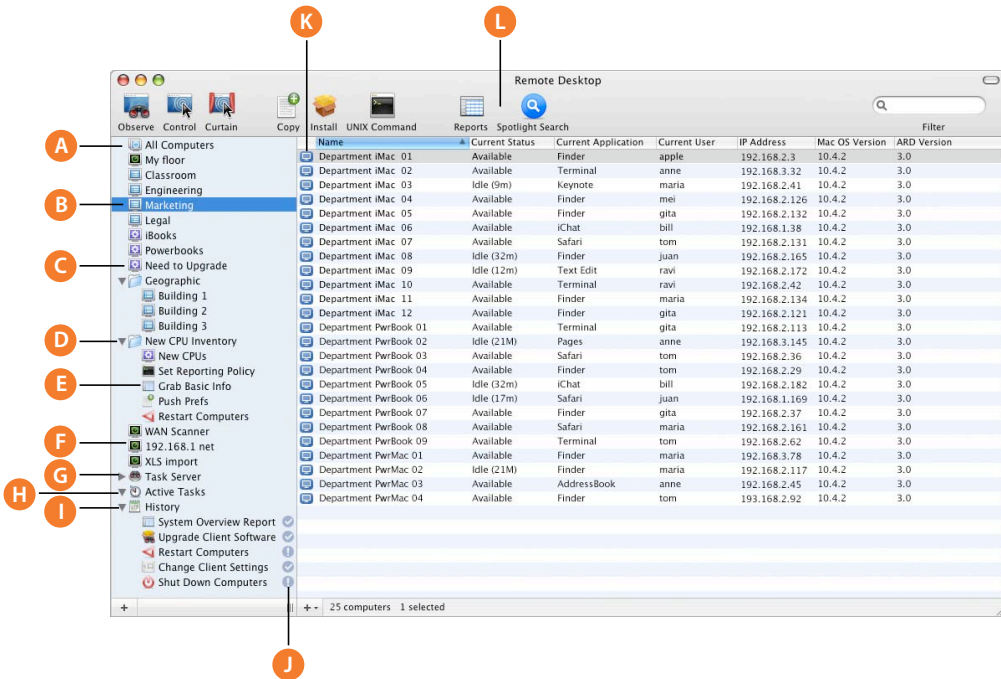 K
L
Remote Desktop
Observe Control Curtain Copy Install UNIX Command Reports Spotlight Search Filter
Name Current Status Current Application Current User IP Address Mac OS Version ARD Version
A
All Computers
My floor
Classroom
Engineering
B
Marketing
Legal
iBooks
Powerbooks
C
Need to Upgrade
Geographic
Building 1
Building 2
Building 3
D
New CPU Inventory
New CPUs
Set Reporting Policy
E
Grab Basic Info
Push Prefs
Restart Computers
WAN Scanner
F
192.168.1 net
XLS import
G
Task Server
H
Active Tasks
I
History
System Overview Report
Upgrade Client Software
Restart Computers
Change Client Settings
Shut Down Computers
Department iMac 01 Available Finder apple 192.168.2.3 10.4.2 3.0
Department iMac 02 Available Terminal anne 192.168.3.32 10.4.2 3.0
Department iMac 03 Idle (9m) Keynote maria 192.168.2.41 10.4.2 3.0
Department iMac 04 Available Finder mei 192.168.2.126 10.4.2 3.0
Department iMac 05 Available Finder gita 192.168.2.132 10.4.2 3.0
Department iMac 06 Available iChat bill 192.168.1.38 10.4.2 3.0
Department iMac 07 Available Safari tom 192.168.2.131 10.4.2 3.0
Department iMac 08 Idle (32m) Finder juan 192.168.2.165 10.4.2 3.0
Department iMac 09 Idle (12m) Text Edit ravi 192.168.2.172 10.4.2 3.0
Department iMac 10 Available Terminal ravi 192.168.2.42 10.4.2 3.0
Department iMac 11 Available Finder maria 192.168.2.134 10.4.2 3.0
Department iMac 12 Available Finder gita 192.168.2.121 10.4.2 3.0
Department PwrBook 01 Available Terminal gita 192.168.2.113 10.4.2 3.0
Department PwrBook 02 Idle (21M) Pages anne 192.168.3.145 10.4.2 3.0
Department PwrBook 03 Available Safari tom 192.168.2.36 10.4.2 3.0
Department PwrBook 04 Available Finder tom 192.168.2.29 10.4.2 3.0
Department PwrBook 05 Idle (32m) iChat bill 192.168.2.182 10.4.2 3.0
Department PwrBook 06 Idle (17m) Safari juan 192.168.1.169 10.4.2 3.0
Department PwrBook 07 Available Finder gita 192.168.2.37 10.4.2 3.0
Department PwrBook 08 Available Safari maria 192.168.2.161 10.4.2 3.0
Department PwrBook 09 Available Terminal tom 192.168.2.62 10.4.2 3.0
Department PwrMac 01 Available Finder maria 192.168.3.78 10.4.2 3.0
Department PwrMac 02 Idle (21M) Finder maria 192.168.2.117 10.4.2 3.0
Department PwrMac 03 Available AddressBook anne 192.168.2.45 10.4.2 3.0
Department PwrMac 04 Available Finder tom 193.168.2.92 10.4.2 3.0
25 computers 1 selected
J